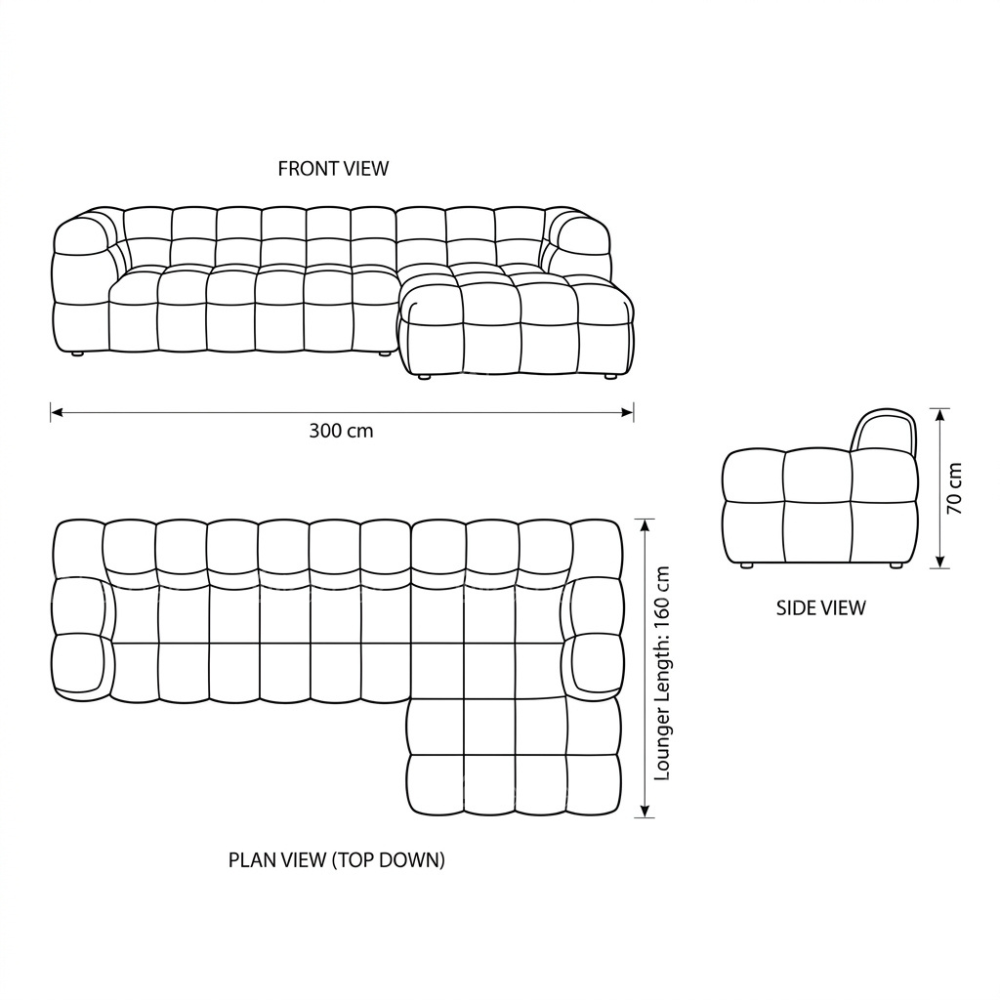 FRONT VIEW
300 cm
70 cm
Lounger Length: 160 cm
SIDE VIEW
PLAN VIEW (TOP DOWN)